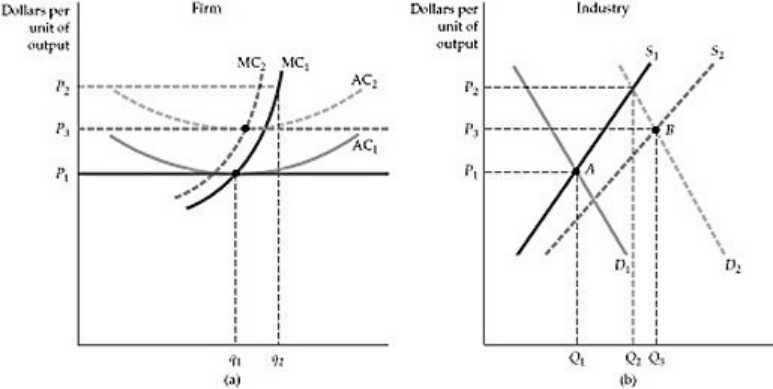 Dollars per
unit of
output
Firm
MC₂
MC₁
AC₂
P₂
P₃
AC₁
P₁
q₁
q₂
(a)
Dollars per
unit of
output
Industry
S₁
S₂
P₂
P₃
B
P₁
A
D₁
D₂
Q₁
Q₂
Q₃
(b)